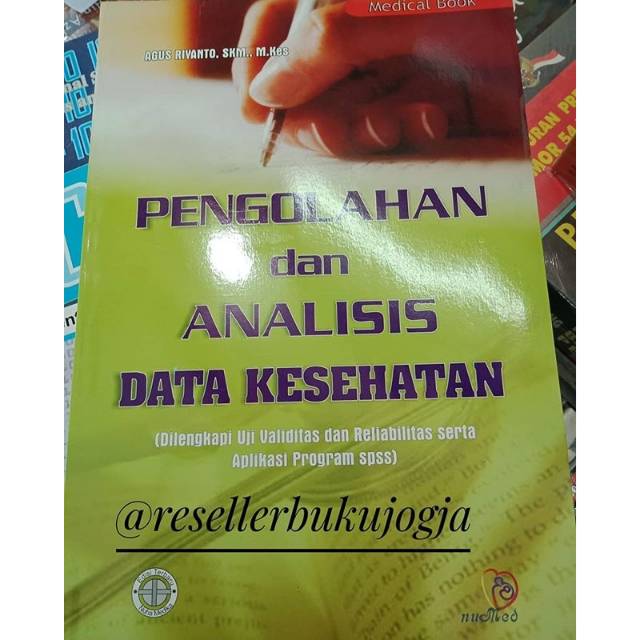 Medical Book
AGUS RIYANTO, SKM., M.Kes
PENGOLAHAN
dan
ANALISIS
DATA KESEHATAN
(Dilengkapi Uji Validitas dan Reliabilitas serta
Aplikasi Program spss)
@resellerbukujogja
nuMed